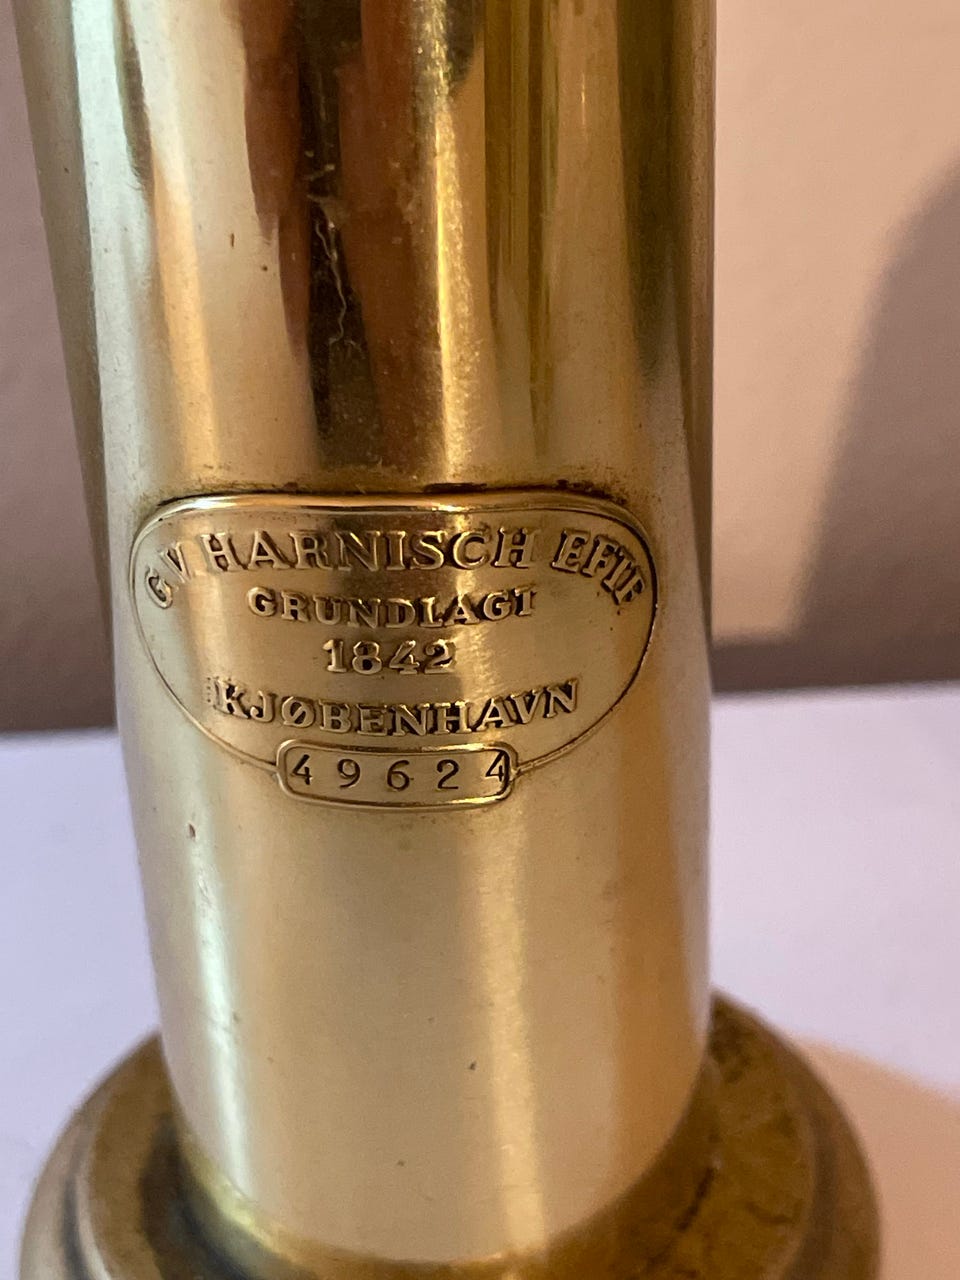 G.V. HARNISCH EFTF
GRUNDLAGT
1842
KJØBENHAVN
49624